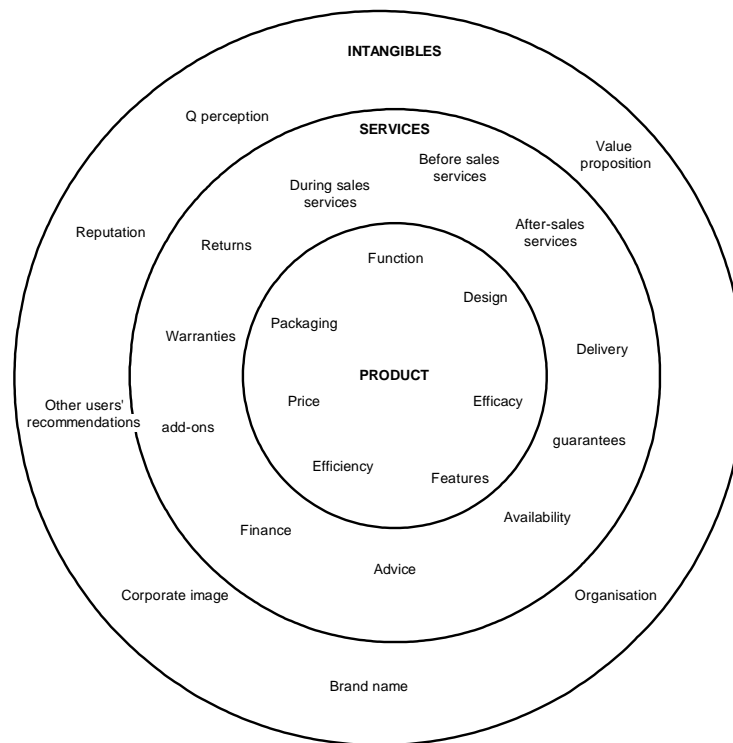 INTANGIBLES
Q perception
SERVICES
Value
proposition
Before sales
services
During sales
services
After-sales
services
Reputation
Returns
Function
Design
Packaging
Warranties
Delivery
PRODUCT
Other users'
recommendations
Price
Efficacy
add-ons
guarantees
Efficiency
Features
Availability
Finance
Advice
Corporate image
Organisation
Brand name